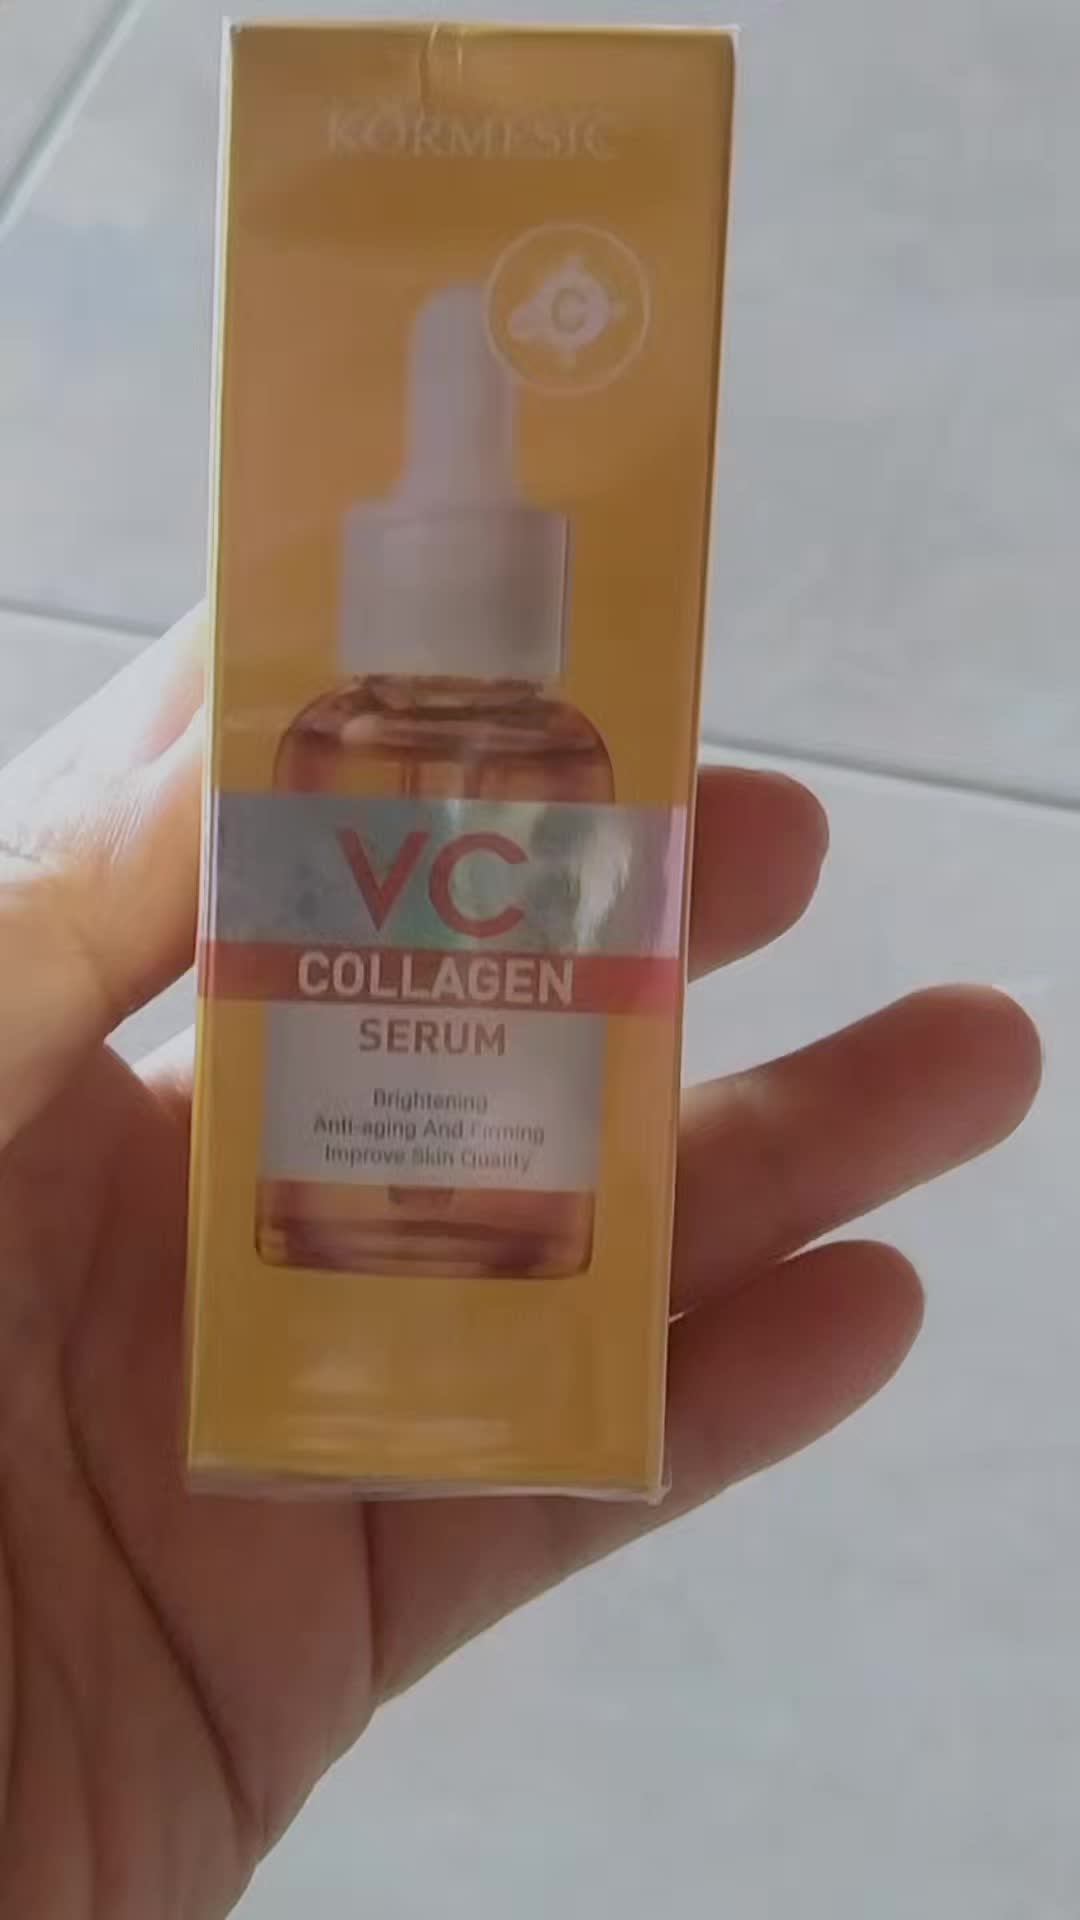 KORMESIC
C
VC
COLLAGEN
SERUM
Brightening
Anti-aging And Firming
Improve Skin Quality